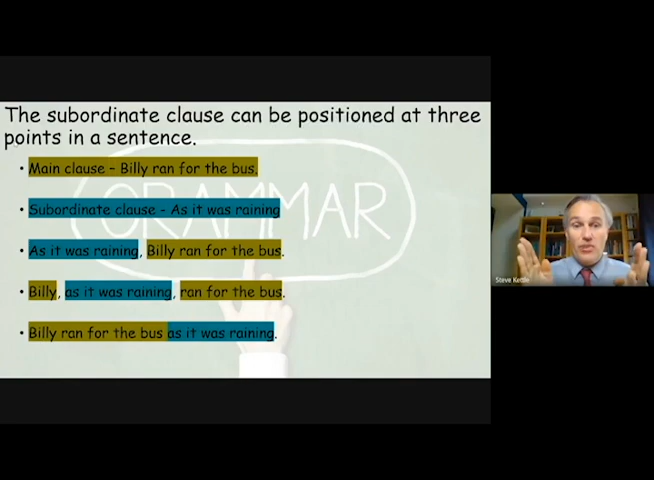 The subordinate clause can be positioned at three
points in a sentence.
GRAMMAR
• Main clause – Billy ran for the bus.
• Subordinate clause - As it was raining
• As it was raining, Billy ran for the bus.
• Billy, as it was raining, ran for the bus.
• Billy ran for the bus as it was raining.
Steve Kettle